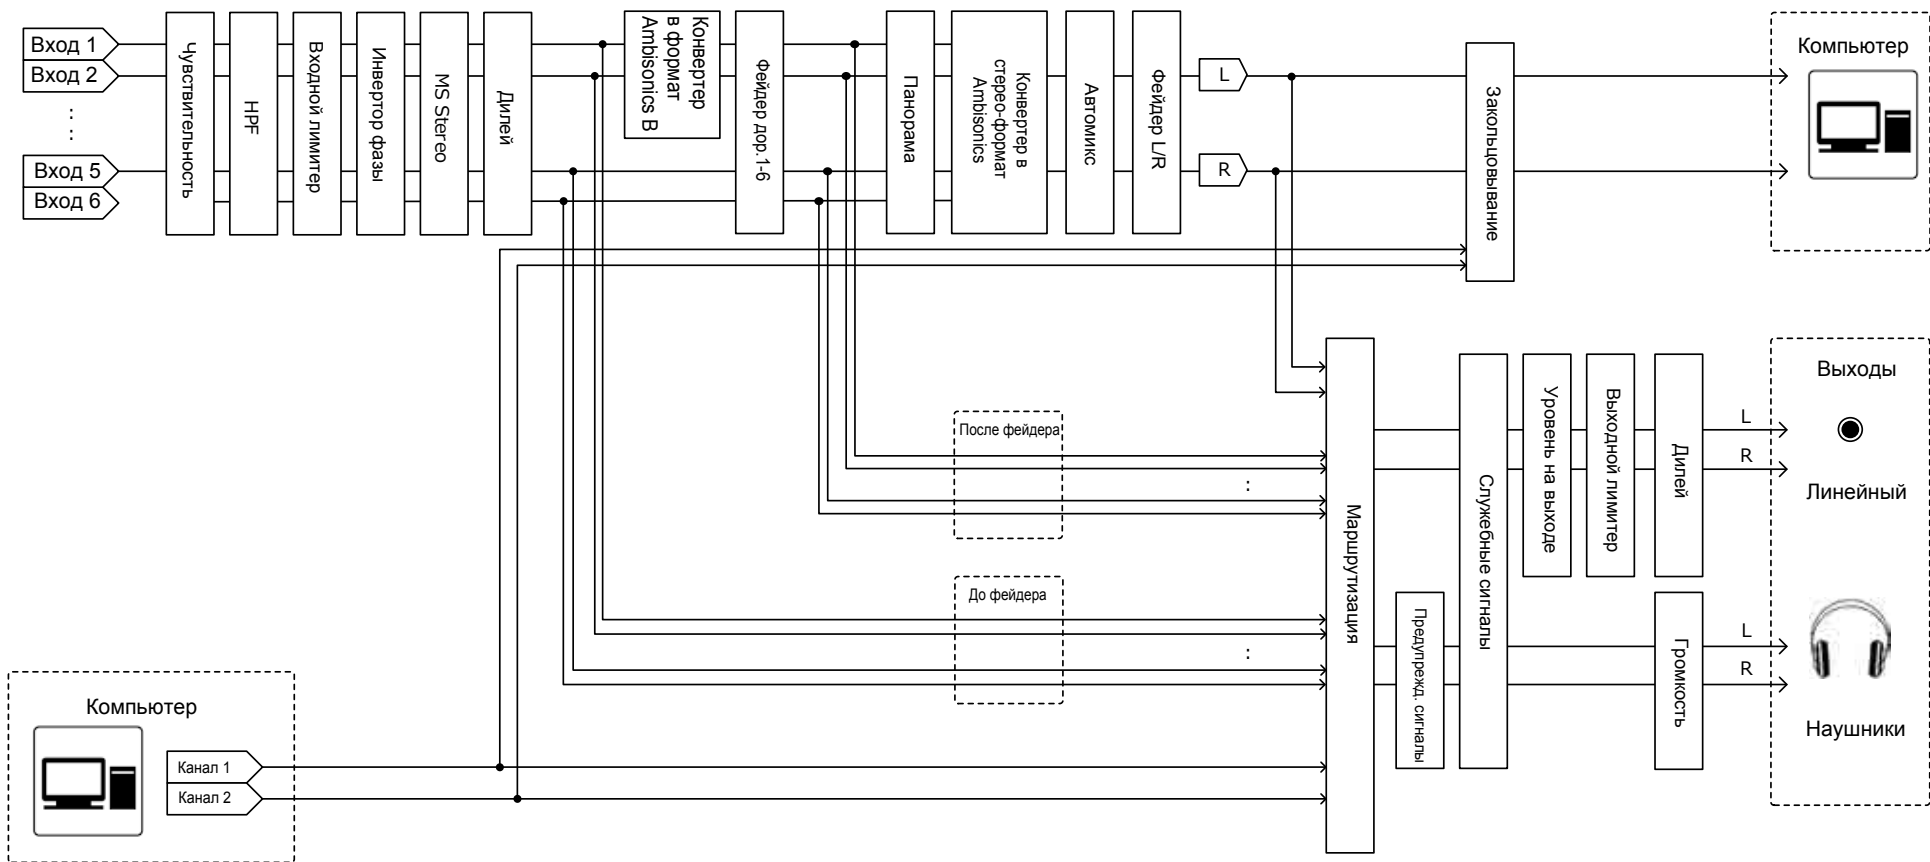 Вход 1
Вход 2
:
:
Вход 5
Вход 6
Чувствительность
HPF
Входной лимитер
Инвертор фазы
MS Stereo
Дилей
Конвертер
в формат
Ambisonics B
Фейдер дор.1-6
Панорама
Конвертер в
стерео-формат
Ambisonics
Автомикс
Фейдер L/R
L
R
Закольцовывание
Компьютер
После фейдера
:
До фейдера
:
Маршрутизация
Предупрежд. сигналы
Служебные сигналы
Уровень на выходе
Выходной лимитер
Дилей
Громкость
L
R
L
R
Выходы
Линейный
Наушники
Компьютер
Канал 1
Канал 2